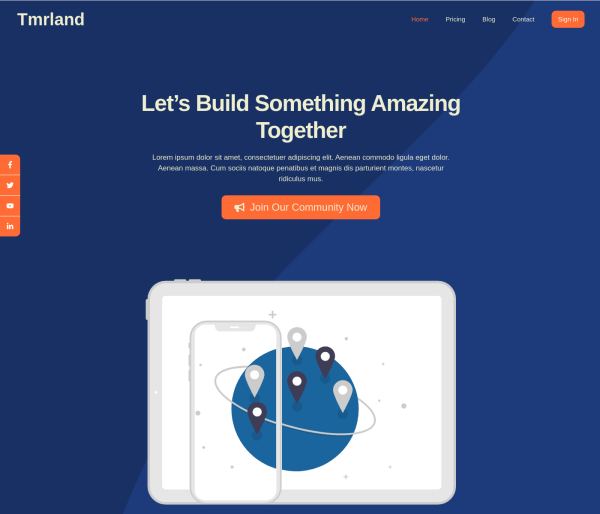 Tmrland
Home Pricing Blog Contact Sign In
Let's Build Something Amazing
Together
Lorem ipsum dolor sit amet, consectetuer adipiscing elit. Aenean commodo ligula eget dolor.
Aenean massa. Cum sociis natoque penatibus et magnis dis parturient montes, nascetur
ridiculus mus.
Join Our Community Now